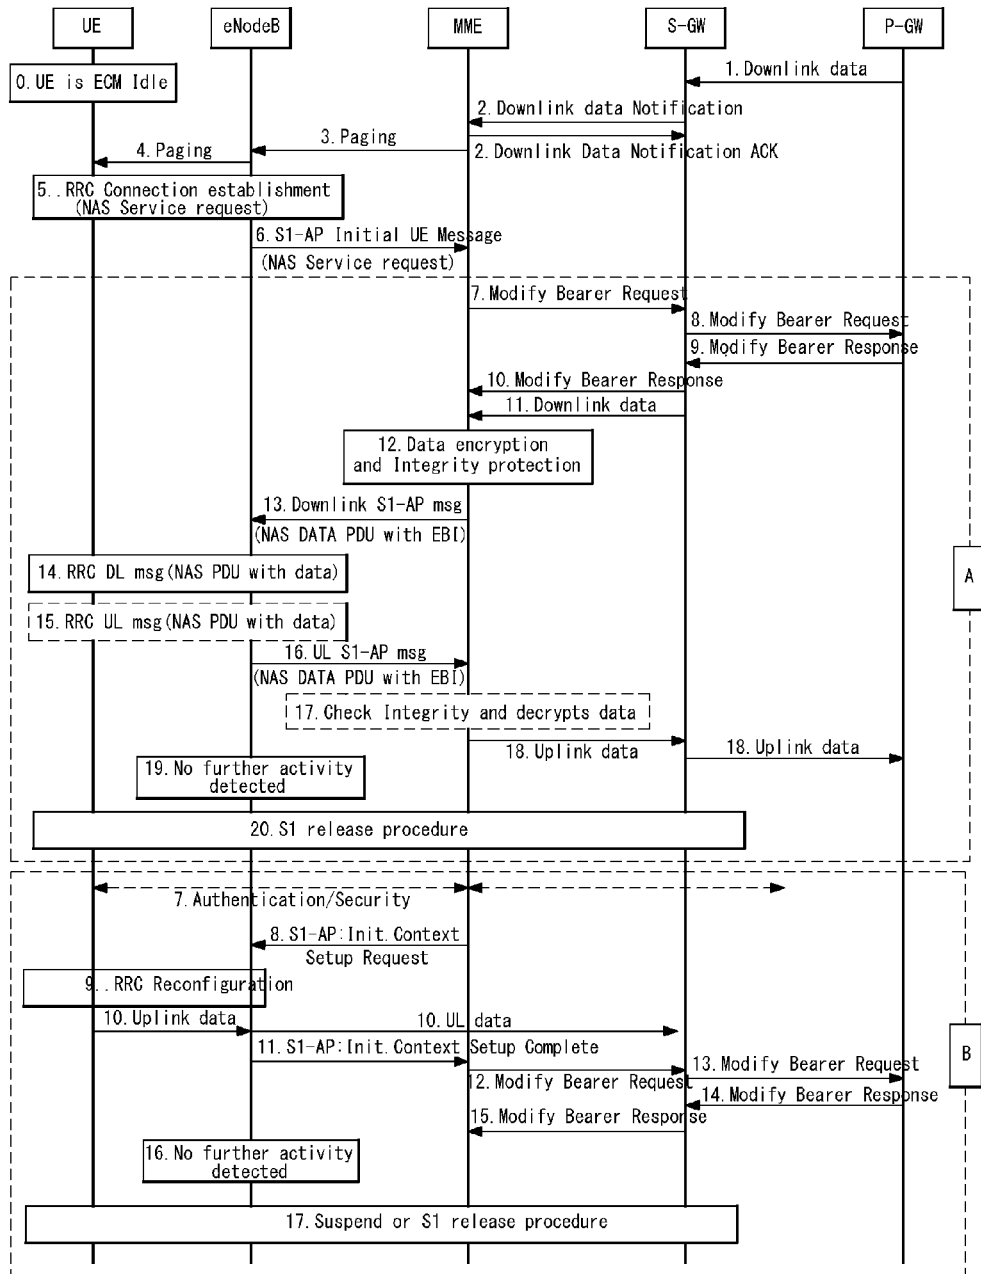 UE
eNodeB
MME
S-GW
P-GW
0.UE is ECM Idle
1.Downlink data
2.Downlink data Notification
3.Paging
2.Downlink Data Notification ACK
4.Paging
5..RRC Connection establishment
(NAS Service request)
6.S1-AP Initial UE Message
(NAS Service request)
7.Modify Bearer Request
8.Modify Bearer Request
9.Modify Bearer Response
10.Modify Bearer Response
11.Downlink data
12.Data encryption
and Integrity protection
13.Downlink S1-AP msg
(NAS DATA PDU with EBI)
14.RRC DL msg(NAS PDU with data)
A
15.RRC UL msg(NAS PDU with data)
16.UL S1-AP msg
(NAS DATA PDU with EBI)
17.Check Integrity and decrypts data
18.Uplink data
18.Uplink data
19.No further activity
detected
20.S1 release procedure
7.Authentication/Security
8.S1-AP:Init.Context
Setup Request
9..RRC Reconfiguration
10.Uplink data
10.UL data
11.S1-AP:Init.Context Setup Complete
B
13.Modify Bearer Request
12.Modify Bearer Request
14.Modify Bearer Response
15.Modify Bearer Response
16.No further activity
detected
17.Suspend or S1 release procedure